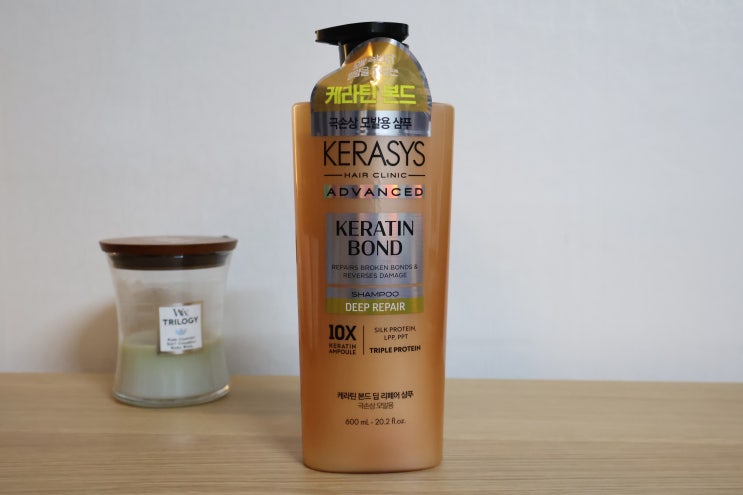 케라틴 본드
극손상 모발용 샴푸
KERASYS
HAIR CLINIC
ADVANCED
KERATIN
BOND
REPAIRS BROKEN BONDS &
REVERSES DAMAGE
SHAMPOO
DEEP REPAIR
10X
KERATIN
AMPOULE
SILK PROTEIN,
LPP, PPT
TRIPLE PROTEIN
케라틴 본드 딥 리페어 샴푸
극손상 모발용
600 mL - 20.2 fl.oz.
TRILOGY